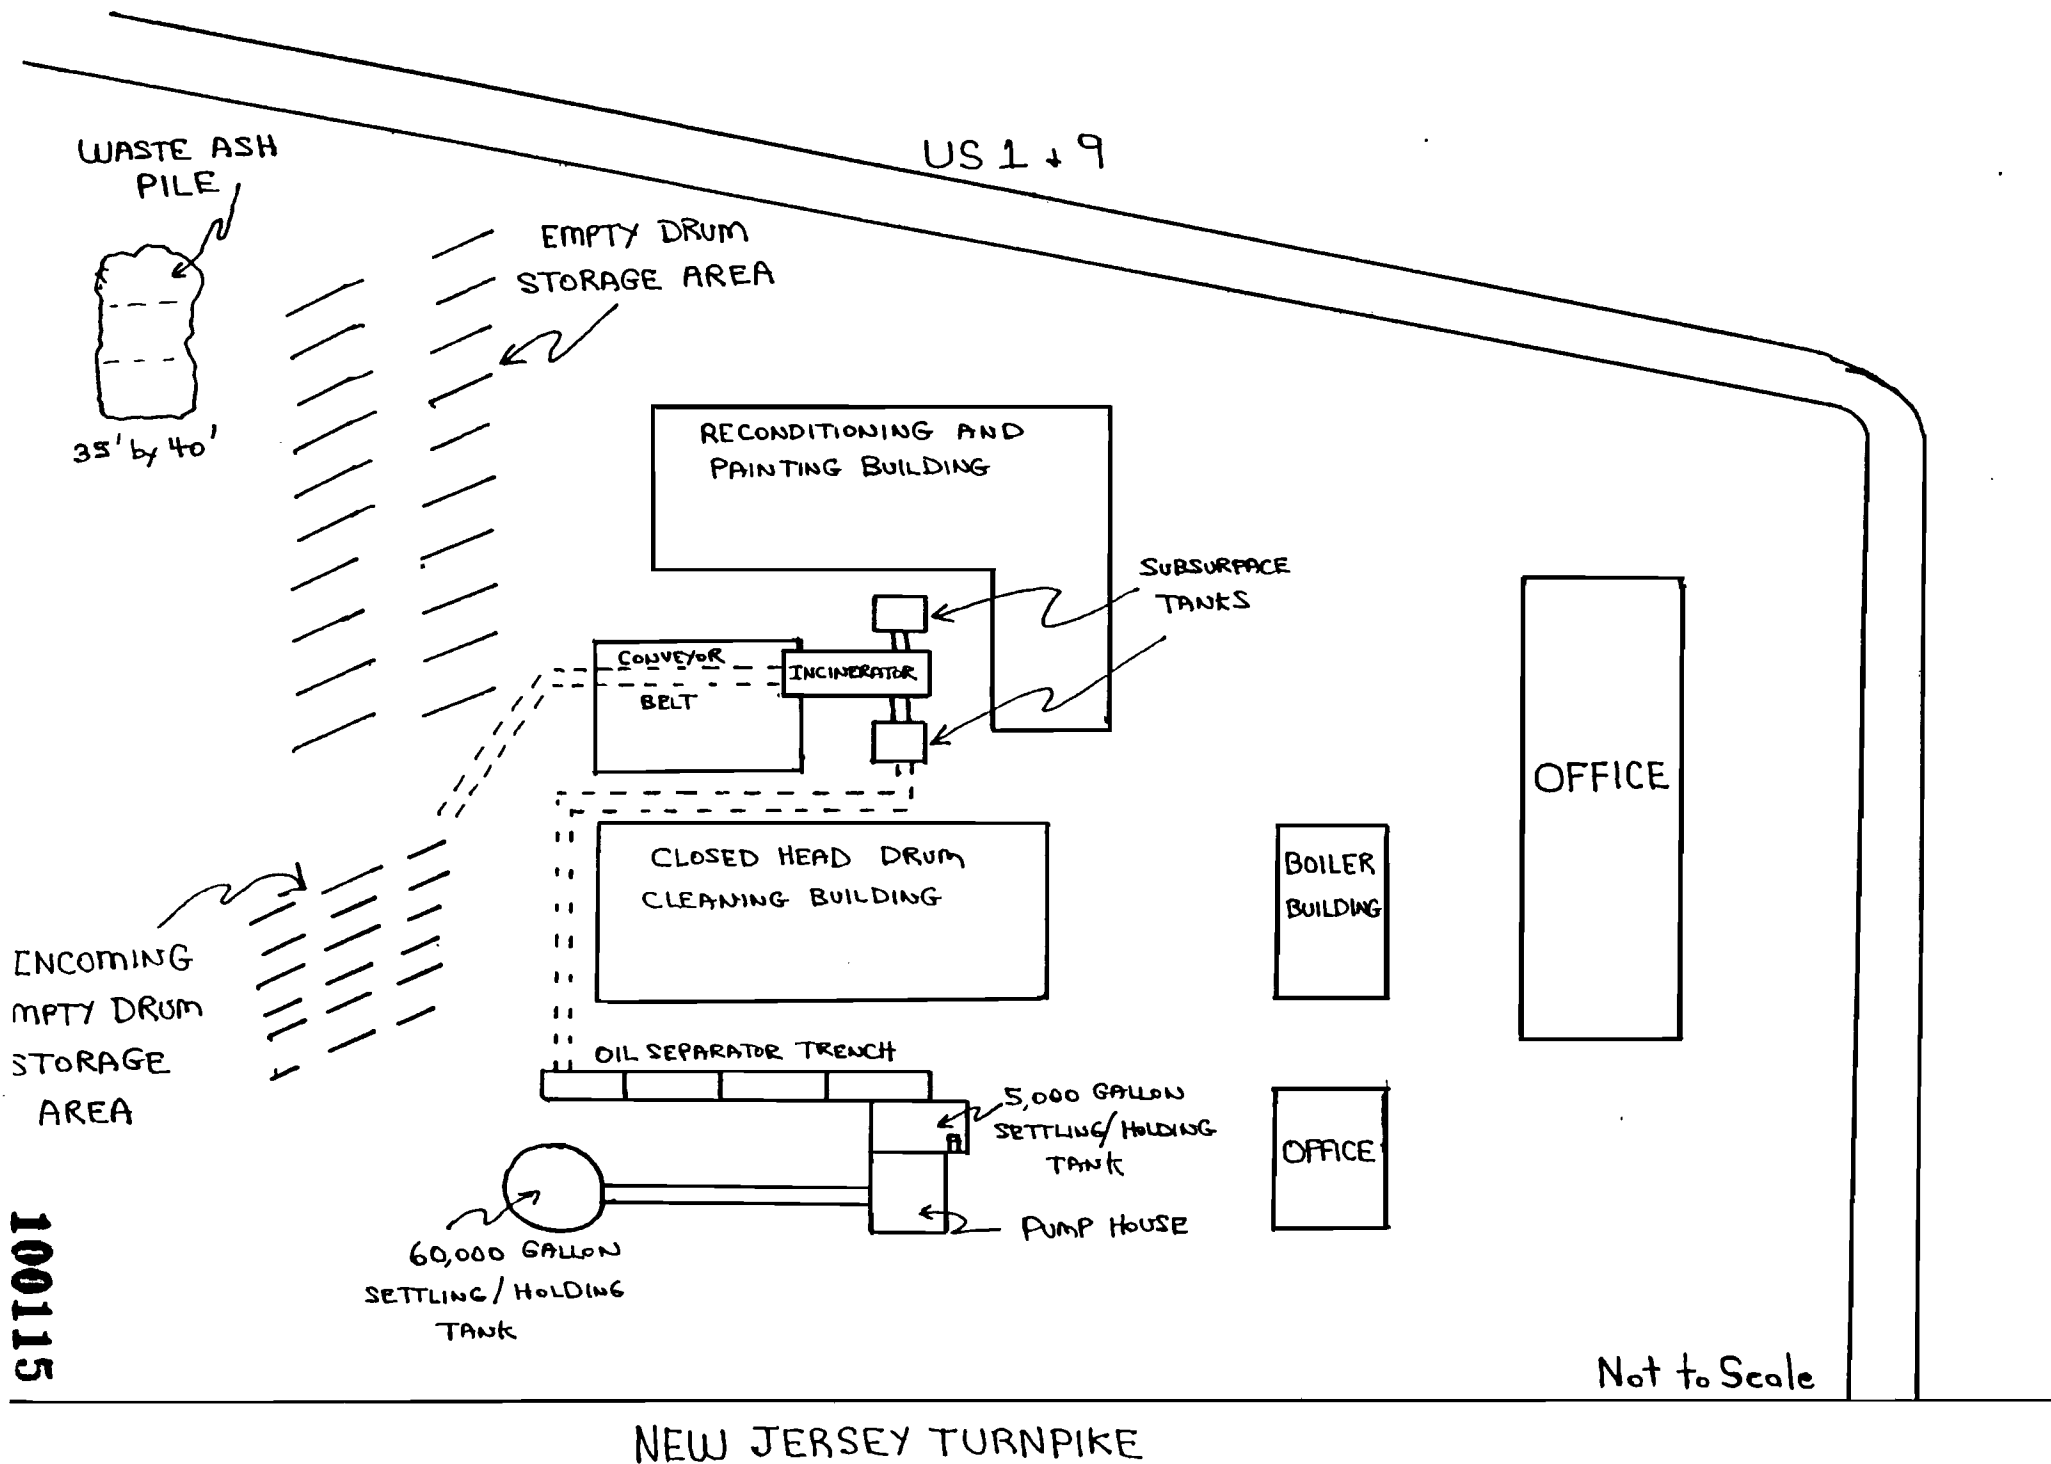 US 1 + 9
WASTE ASH
PILE
35' by 40'
EMPTY DRUM
STORAGE AREA
RECONDITIONING AND
PAINTING BUILDING
SUBSURFACE
TANKS
CONVEYOR
BELT
INCINERATOR
OFFICE
CLOSED HEAD DRUM
CLEANING BUILDING
BOILER
BUILDING
INCOMING
MPTY DRUM
STORAGE
AREA
OIL SEPARATOR TRENCH
5,000 GALLON
SETTLING/HOLDING
TANK
OFFICE
PUMP HOUSE
60,000 GALLON
SETTLING/HOLDING
TANK
100115
Not to Scale
NEW JERSEY TURNPIKE